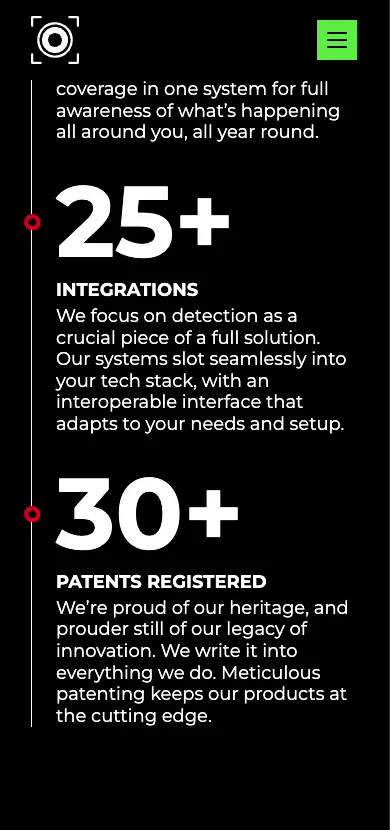 coverage in one system for full
awareness of what’s happening
all around you, all year round.
25+
INTEGRATIONS
We focus on detection as a
crucial piece of a full solution.
Our systems slot seamlessly into
your tech stack, with an
interoperable interface that
adapts to your needs and setup.
30+
PATENTS REGISTERED
We’re proud of our heritage, and
prouder still of our legacy of
innovation. We write it into
everything we do. Meticulous
patenting keeps our products at
the cutting edge.